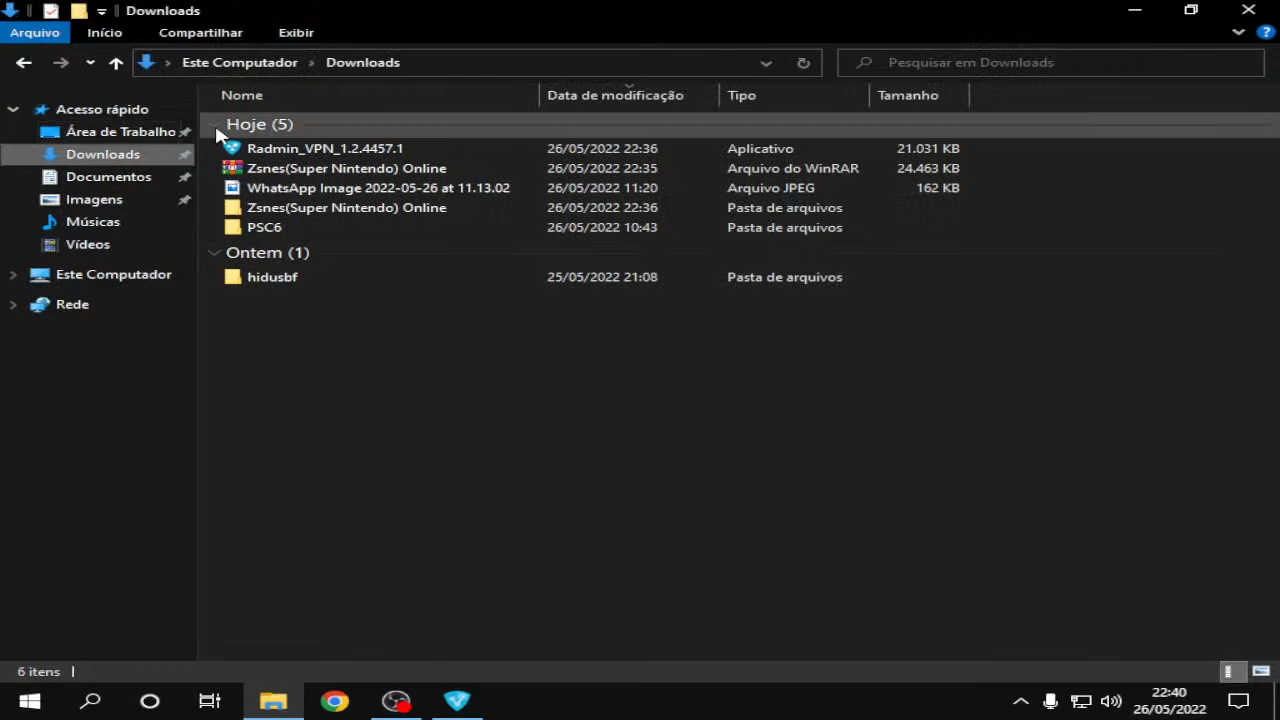 Downloads
Arquivo Início Compartilhar Exibir
Este Computador Downloads Pesquisar em Downloads
Nome Data de modificação Tipo Tamanho
Acesso rápido
Área de Trabalho
Downloads
Documentos
Imagens
Músicas
Vídeos
Este Computador
Rede
Hoje (5)
Radmin_VPN_1.2.4457.1 26/05/2022 22:36 Aplicativo 21.031 KB
Zsnes(Super Nintendo) Online 26/05/2022 22:35 Arquivo do WinRAR 24.463 KB
WhatsApp Image 2022-05-26 at 11.13.02 26/05/2022 11:20 Arquivo JPEG 162 KB
Zsnes(Super Nintendo) Online 26/05/2022 22:36 Pasta de arquivos
PSC6 26/05/2022 10:43 Pasta de arquivos
Ontem (1)
hidusbf 25/05/2022 21:08 Pasta de arquivos
6 itens
22:40
26/05/2022